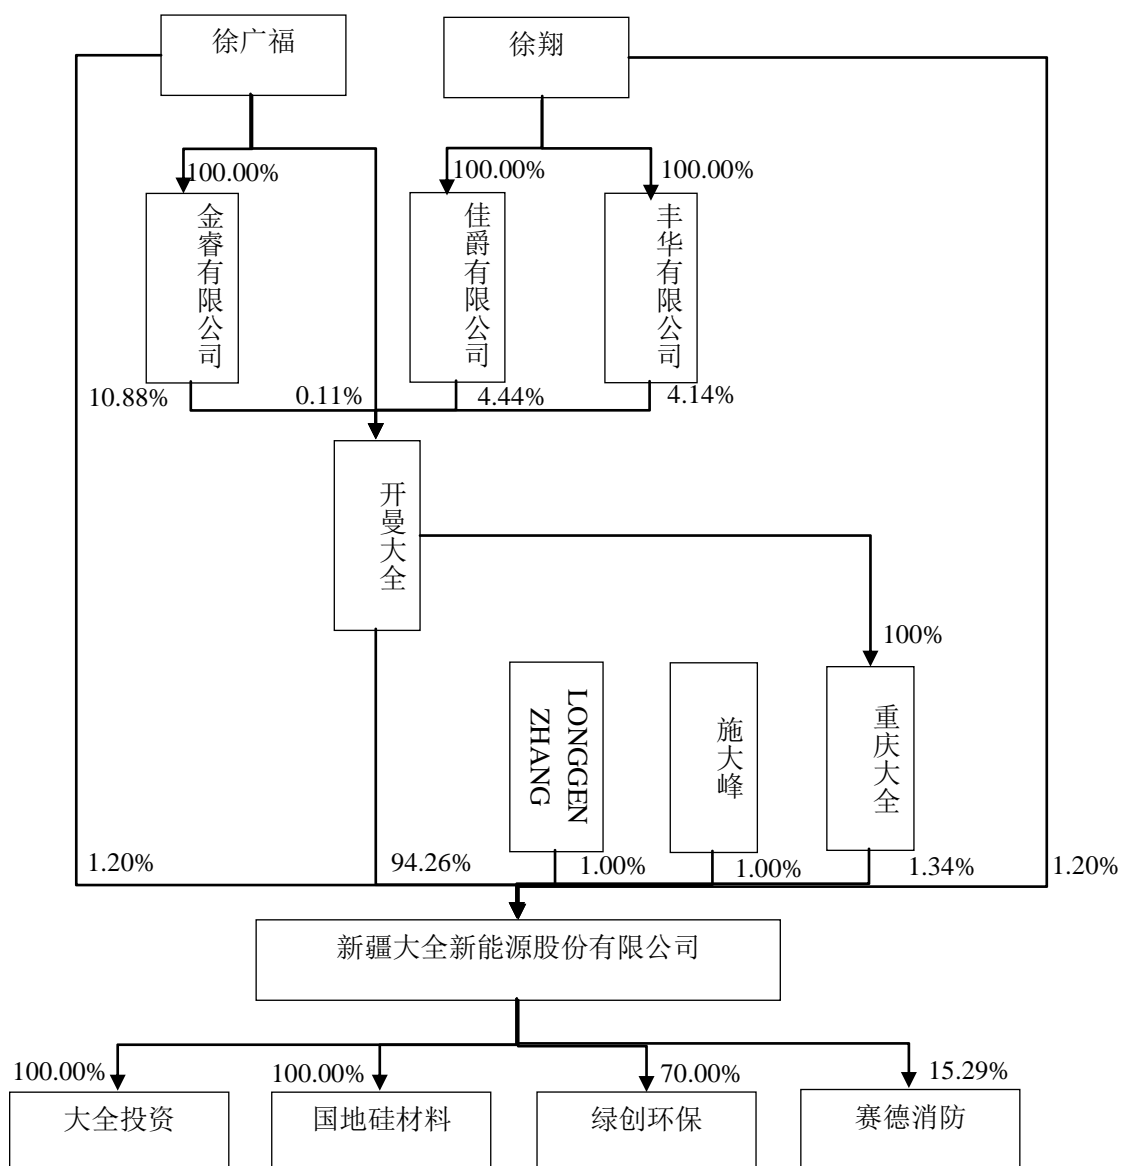 徐广福
徐翔
100.00%
100.00%
100.00%
金睿有限公司
佳爵有限公司
丰华有限公司
10.88%
0.11%
4.44%
4.14%
开曼大全
100%
LONGGEN
ZHANG
施大峰
重庆大全
1.20%
94.26%
1.00%
1.00%
1.34%
1.20%
新疆大全新能源股份有限公司
100.00%
100.00%
70.00%
15.29%
大全投资
国地硅材料
绿创环保
赛德消防